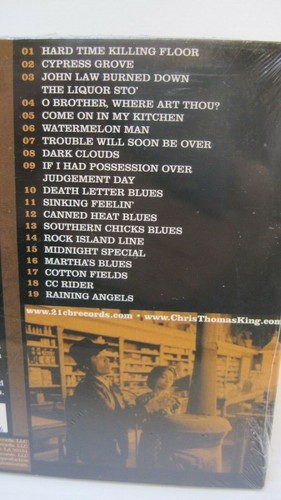 01 HARD TIME KILLING FLOOR
02 CYPRESS GROVE
03 JOHN LAW BURNED DOWN
THE LIQUOR STO'
04 O BROTHER, WHERE ART THOU?
05 COME ON IN MY KITCHEN
06 WATERMELON MAN
07 TROUBLE WILL SOON BE OVER
08 DARK CLOUDS
09 IF I HAD POSSESSION OVER
JUDGEMENT DAY
10 DEATH LETTER BLUES
11 SINKING FEELIN'
12 CANNED HEAT BLUES
13 SOUTHERN CHICKS BLUES
14 ROCK ISLAND LINE
15 MIDNIGHT SPECIAL
16 MARTHA'S BLUES
17 COTTON FIELDS
18 CC RIDER
19 RAINING ANGELS
www.21cbrecords.com • www.ChrisThomasKing.com